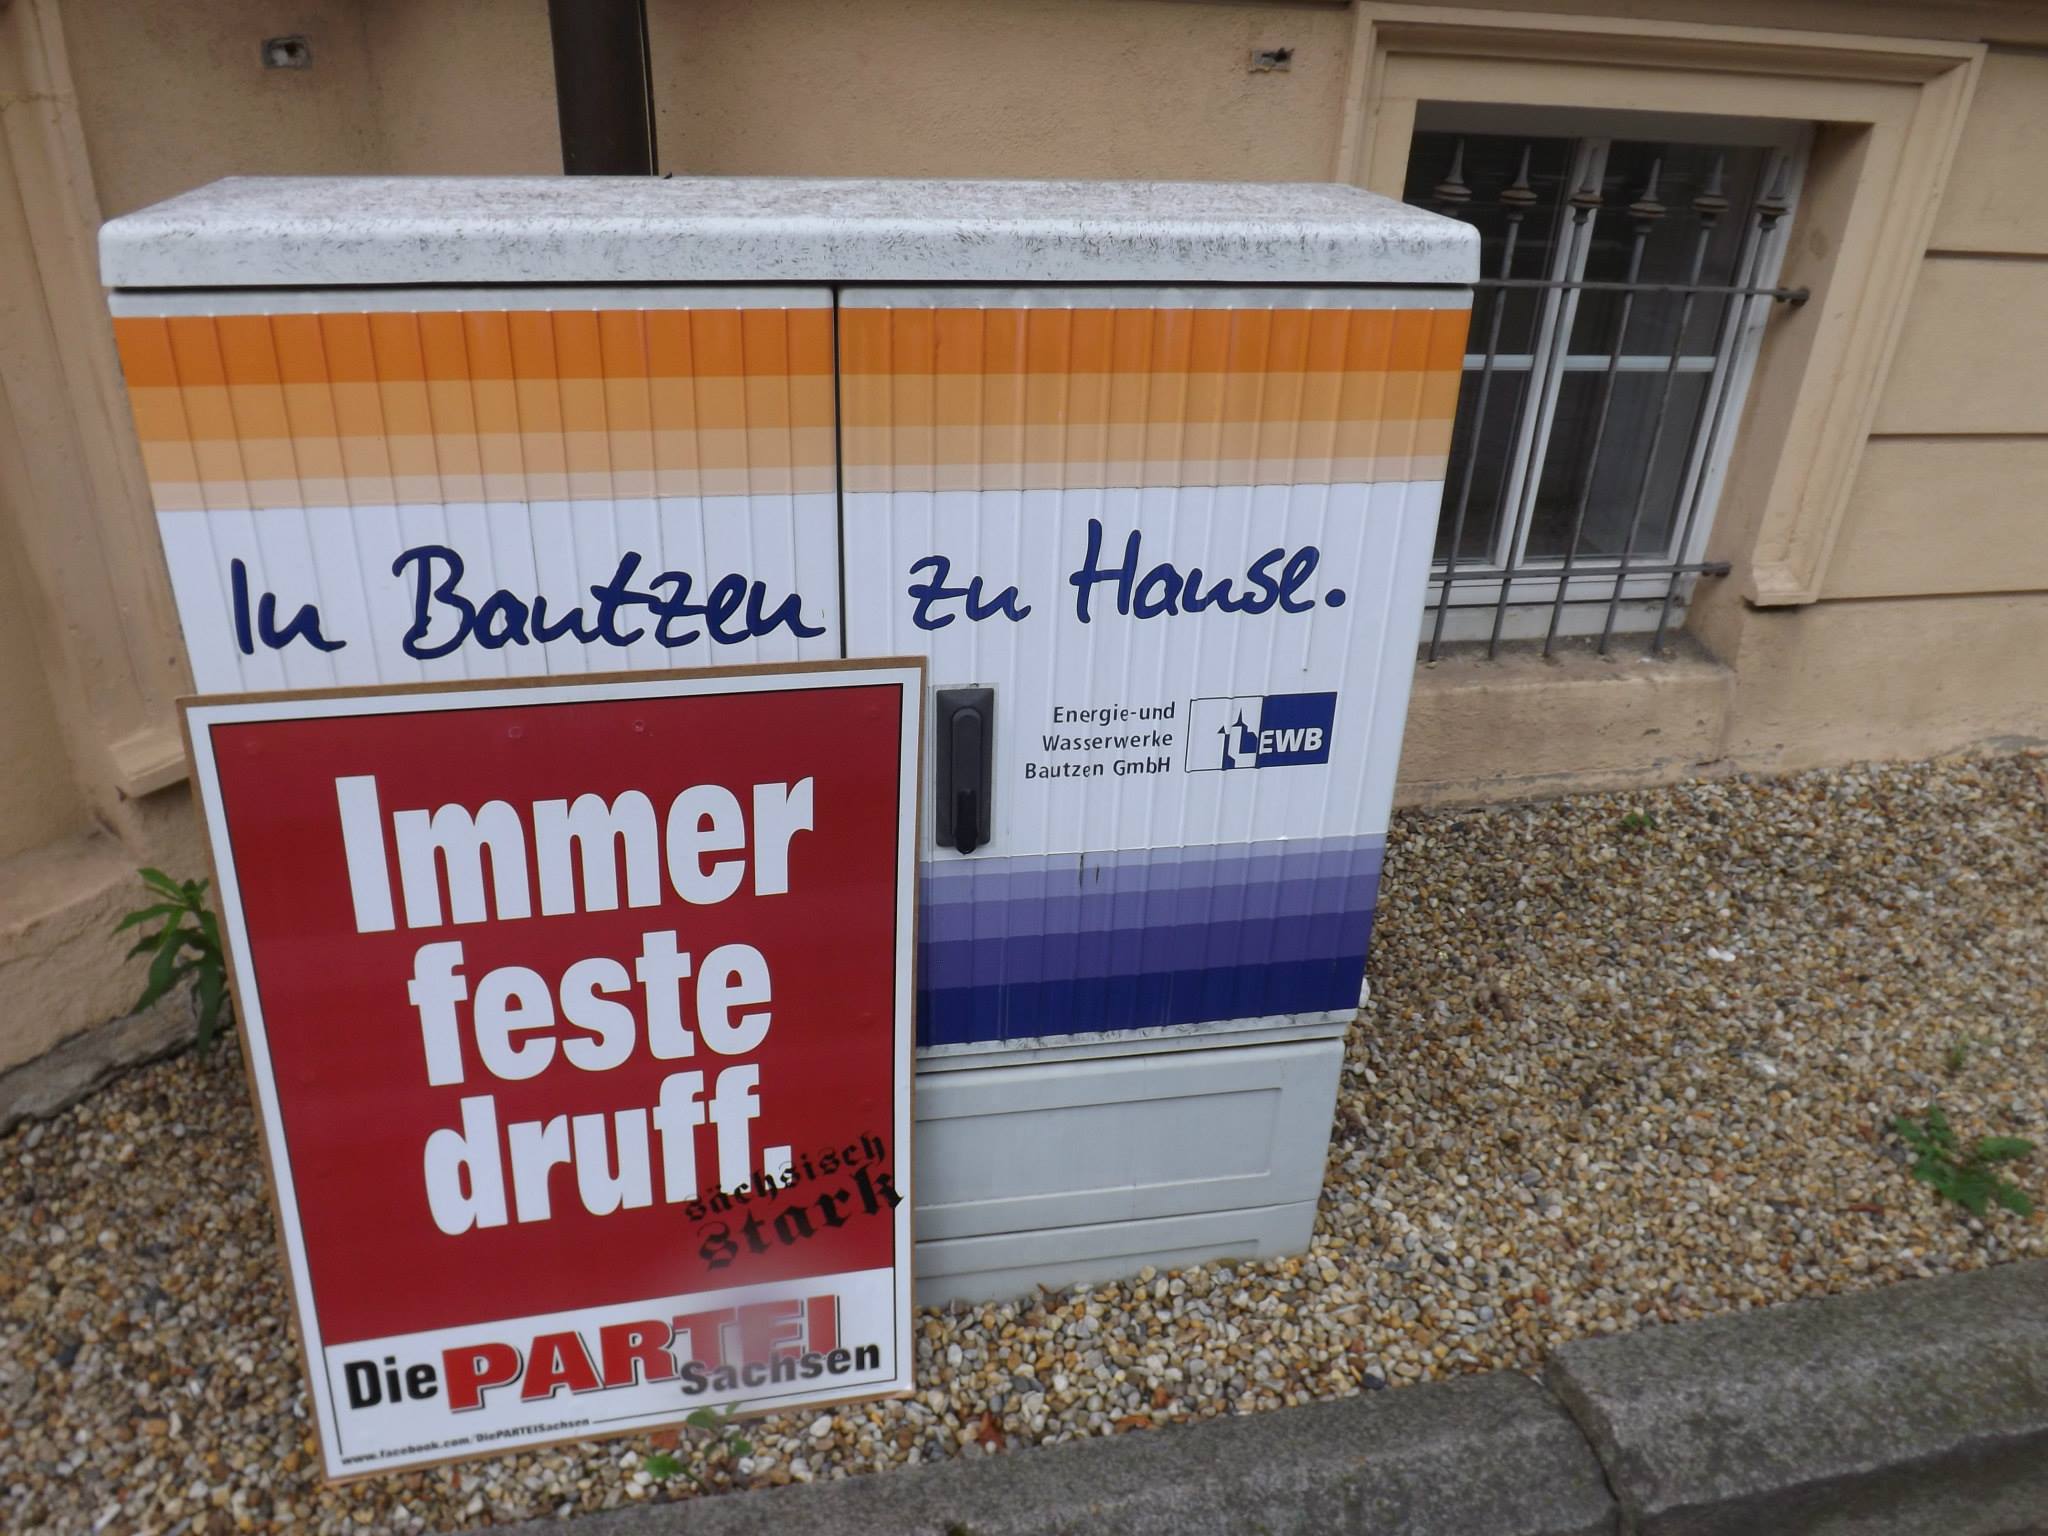 In Bautzen zu Hause.
Energie-und
Wasserwerke
Bautzen GmbH
EWB
Immer
feste
druff.
sächsisch
stark
Die PARTEI
Sachsen
www.facebook.com/DiePARTEISachsen